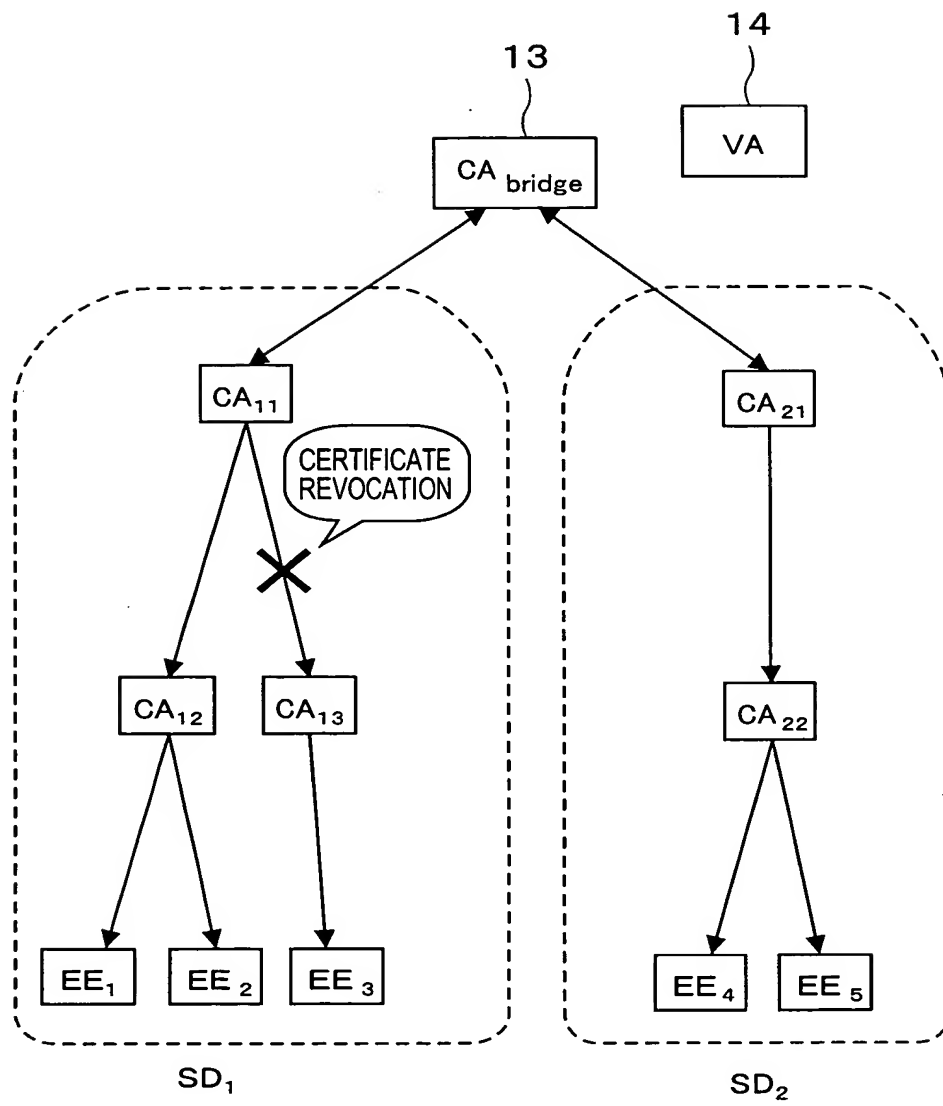 14
13
VA
CA bridge
CA₁₁
CA₂₁
CERTIFICATE
REVOCATION
CA₁₂
CA₁₃
CA₂₂
EE₁
EE₂
EE₃
EE₄
EE₅
SD₁
SD₂